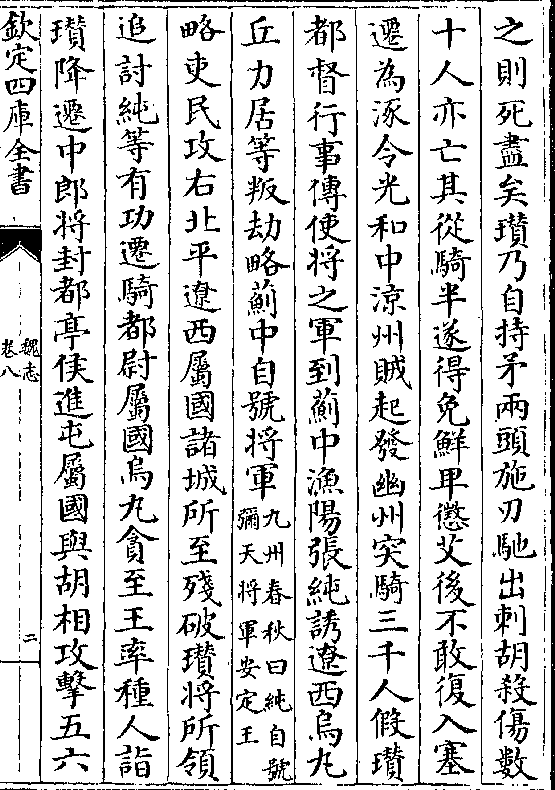 之則死盡矣瓚乃自持矛兩頭施刃馳出刺胡殺傷數
十人亦亡其從騎半遂得免鮮卑懲艾後不敢復入塞
遷為涿令光和中涼州賊起發幽州突騎三千人假瓚
都督行事傳使將之軍到薊中漁陽張純誘遼西烏丸
丘力居等叛劫略薊中自號將軍九州春秋曰純自號彌天將軍安定王
略吏民攻右北平遼西屬國諸城所至殘破瓚將所領
追討純等有功遷騎都尉屬國烏丸貪至王率種人詣
瓚降遷中郎將封都亭侯進屯屬國與胡相攻擊五六
欽定四庫全書
魏志
卷八
二